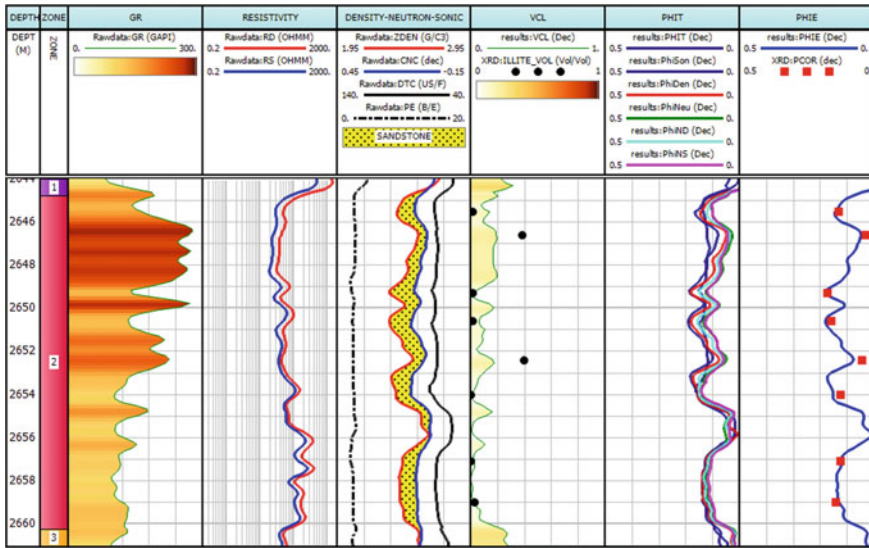 DEPTH ZONE GR RESISTIVITY DENSITY-NEUTRON-SONIC VCL PHIT PHIE
DEPT (M)
ZONE
Rawdata:GR (GAPI)
0. 300.
Rawdata:RD (OHMM)
0.2 2000.
Rawdata:RS (OHMM)
0.2 2000.
Rawdata:ZDEN (G/C3)
1.95 2.95
Rawdata:CNC (dec)
0.45 -0.15
Rawdata:DTC (US/F)
140. 40.
Rawdata:PE (B/E)
0. 20.
SANDSTONE
results:VCL (Dec)
0. 1.
XRD:ILLITE_VOL (Vol/Vol)
0 1
results:PHIT (Dec)
0.5 0.
results:PhiSon (Dec)
0.5 0.
results:PhiDen (Dec)
0.5 0.
results:PhiNeu (Dec)
0.5 0.
results:PhiND (Dec)
0.5 0.
results:PhiNS (Dec)
0.5 0.
results:PHIE (Dec)
0.5 0.
XRD:PCOR (dec)
0.5 0.
1
2646
2648
2650
2652
2
2654
2656
2658
2660
3